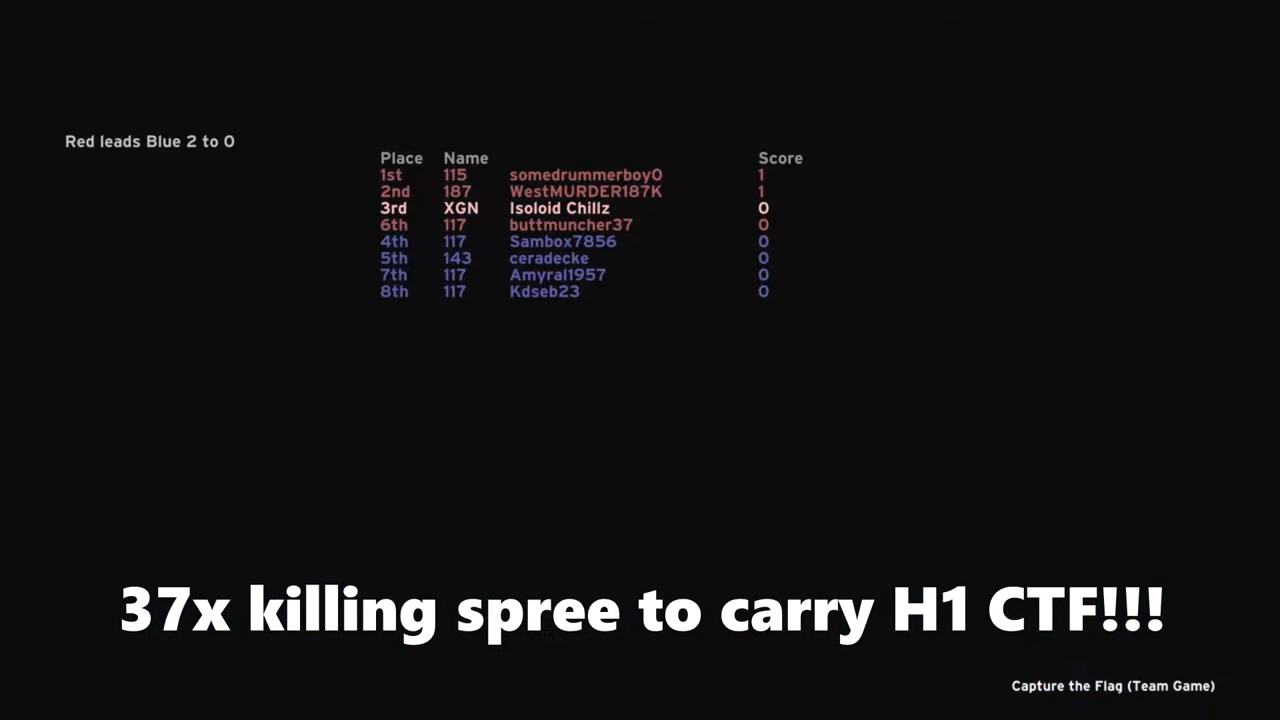 Red leads Blue 2 to 0
Place Name Score
1st 115 somedrummerboy0 1
2nd 187 WestMURDER187K 1
3rd XGN Isoloid Chillz 0
6th 117 buttmuncher37 0
4th 117 Sambox7856 0
5th 143 ceradecke 0
7th 117 Amyral1957 0
8th 117 Kdseb23 0
37x killing spree to carry H1 CTF!!!
Capture the Flag (Team Game)